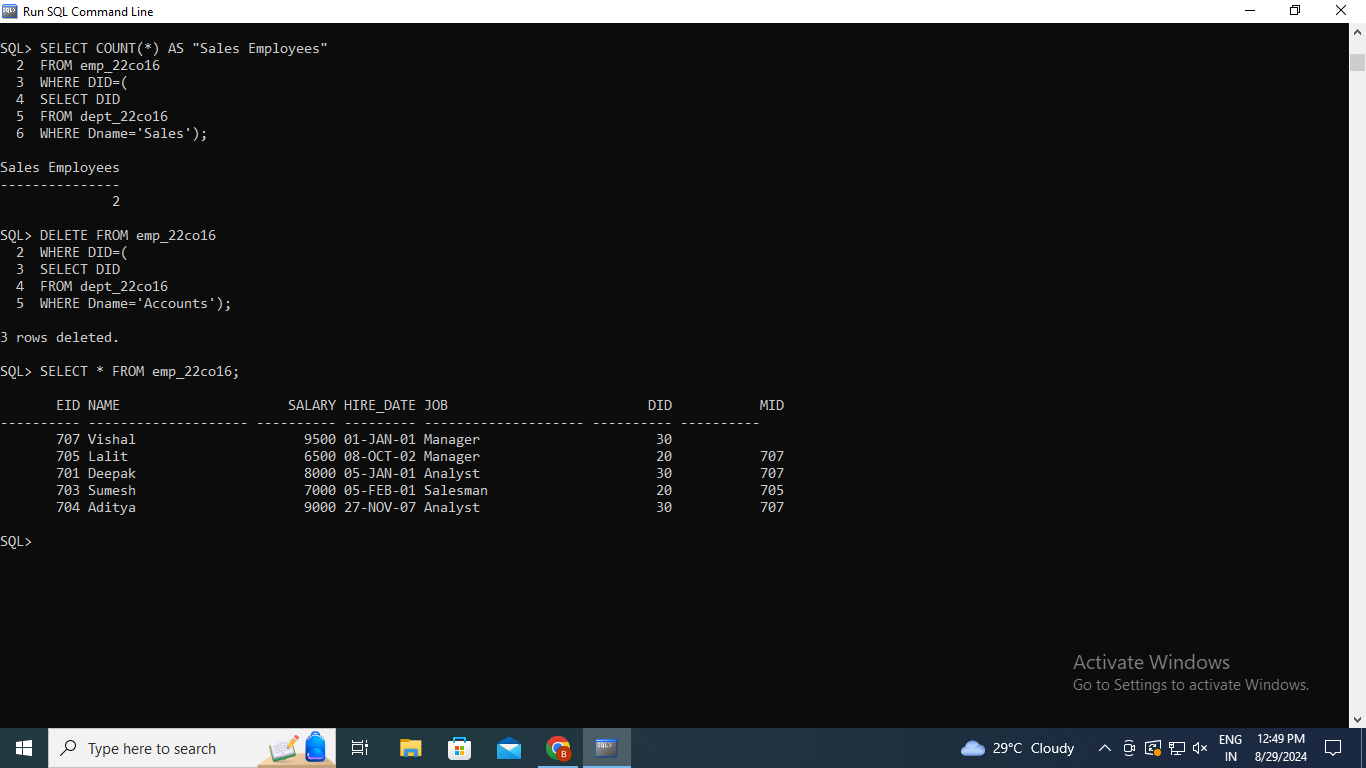 Run SQL Command Line
SQL> SELECT COUNT(*) AS "Sales Employees"
  2  FROM emp_22co16
  3  WHERE DID=(
  4  SELECT DID
  5  FROM dept_22co16
  6  WHERE Dname='Sales');
Sales Employees
---------------
              2
SQL> DELETE FROM emp_22co16
  2  WHERE DID=(
  3  SELECT DID
  4  FROM dept_22co16
  5  WHERE Dname='Accounts');
3 rows deleted.
SQL> SELECT * FROM emp_22co16;
       EID NAME                     SALARY HIRE_DATE JOB                         DID           MID
---------- -------------------- ---------- --------- -------------------- ---------- ----------
       707 Vishal                     9500 01-JAN-01 Manager                      30
       705 Lalit                      6500 08-OCT-02 Manager                      20           707
       701 Deepak                     8000 05-JAN-01 Analyst                      30           707
       703 Sumesh                     7000 05-FEB-01 Salesman                     20           705
       704 Aditya                     9000 27-NOV-07 Analyst                      30           707
SQL>
Activate Windows
Go to Settings to activate Windows.
Type here to search
29°C Cloudy
ENG
IN
12:49 PM
8/29/2024